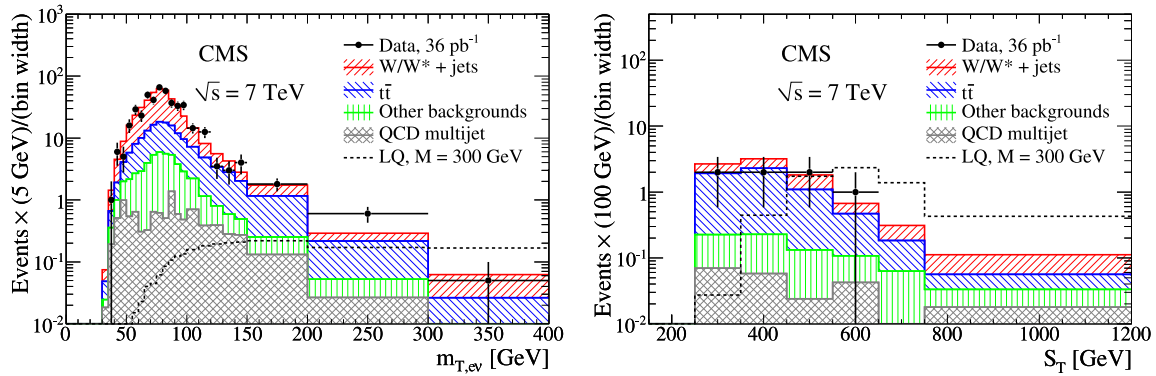 Events × (5 GeV)/(bin width)
10³
10²
10
1
10⁻¹
10⁻²
CMS
√s = 7 TeV
Data, 36 pb⁻¹
W/W* + jets
tt̄
Other backgrounds
QCD multijet
LQ, M = 300 GeV
0 50 100 150 200 250 300 350 400
m_T,eν [GeV]
Events × (100 GeV)/(bin width)
10²
10
1
10⁻¹
10⁻²
CMS
√s = 7 TeV
Data, 36 pb⁻¹
W/W* + jets
tt̄
Other backgrounds
QCD multijet
LQ, M = 300 GeV
200 400 600 800 1000 1200
S_T [GeV]